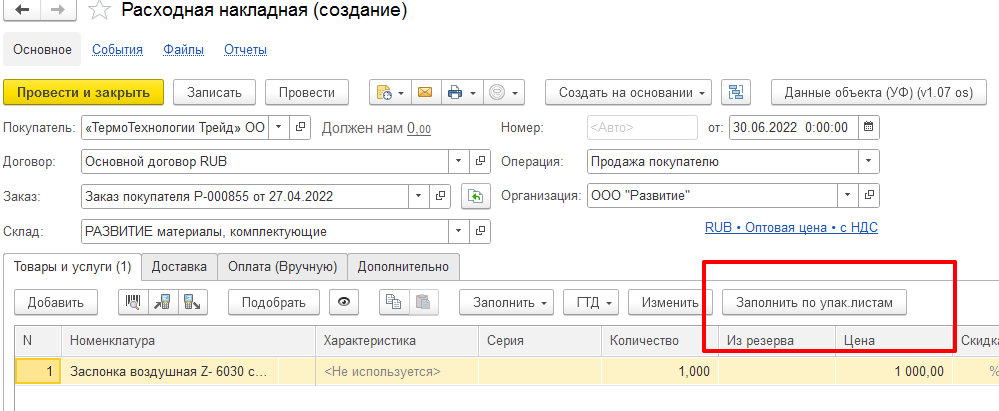 Расходная накладная (создание)
Основное События Файлы Отчеты
Провести и закрыть Записать Провести Создать на основании Данные объекта (УФ) (v1.07 os)
Покупатель: «ТермоТехнологии Трейд» ОО Должен нам 0,00 Номер: <Авто> от: 30.06.2022 0:00:00
Договор: Основной договор RUB Операция: Продажа покупателю
Заказ: Заказ покупателя Р-000855 от 27.04.2022 Организация: ООО "Развитие"
Склад: РАЗВИТИЕ материалы, комплектующие RUB • Оптовая цена • с НДС
Товары и услуги (1) Доставка Оплата (Вручную) Дополнительно
Добавить Подобрать Заполнить ГТД Изменить Заполнить по упак.листам
N Номенклатура Характеристика Серия Количество Из резерва Цена Скидка
1 Заслонка воздушная Z- 6030 с... <Не используется> 1,000 1 000,00 %